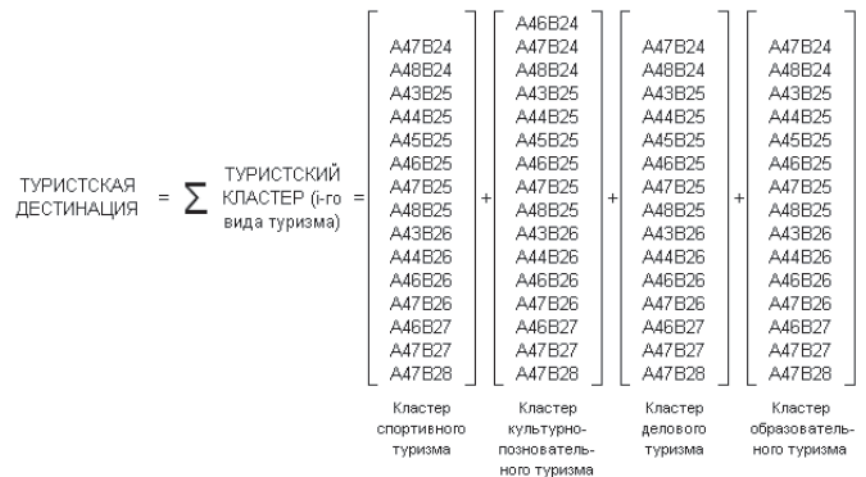 ТУРИСТСКАЯ
ДЕСТИНАЦИЯ
= Σ
ТУРИСТСКИЙ
КЛАСТЕР (i-го
вида туризма)
=
A47B24
A48B24
A43B25
A44B25
A45B25
A46B25
A47B25
A48B25
A43B26
A44B26
A46B26
A47B26
A46B27
A47B27
A47B28
Кластер
спортивного
туризма
+
A46B24
A47B24
A48B24
A43B25
A44B25
A45B25
A46B25
A47B25
A48B25
A43B26
A44B26
A46B26
A47B26
A46B27
A47B27
A47B28
Кластер
культурно-
познователь-
ного туризма
+
A47B24
A48B24
A43B25
A44B25
A45B25
A46B25
A47B25
A48B25
A43B26
A44B26
A46B26
A47B26
A46B27
A47B27
A47B28
Кластер
делового
туризма
+
A47B24
A48B24
A43B25
A44B25
A45B25
A46B25
A47B25
A48B25
A43B26
A44B26
A46B26
A47B26
A46B27
A47B27
A47B28
Кластер
образователь-
ного туризма